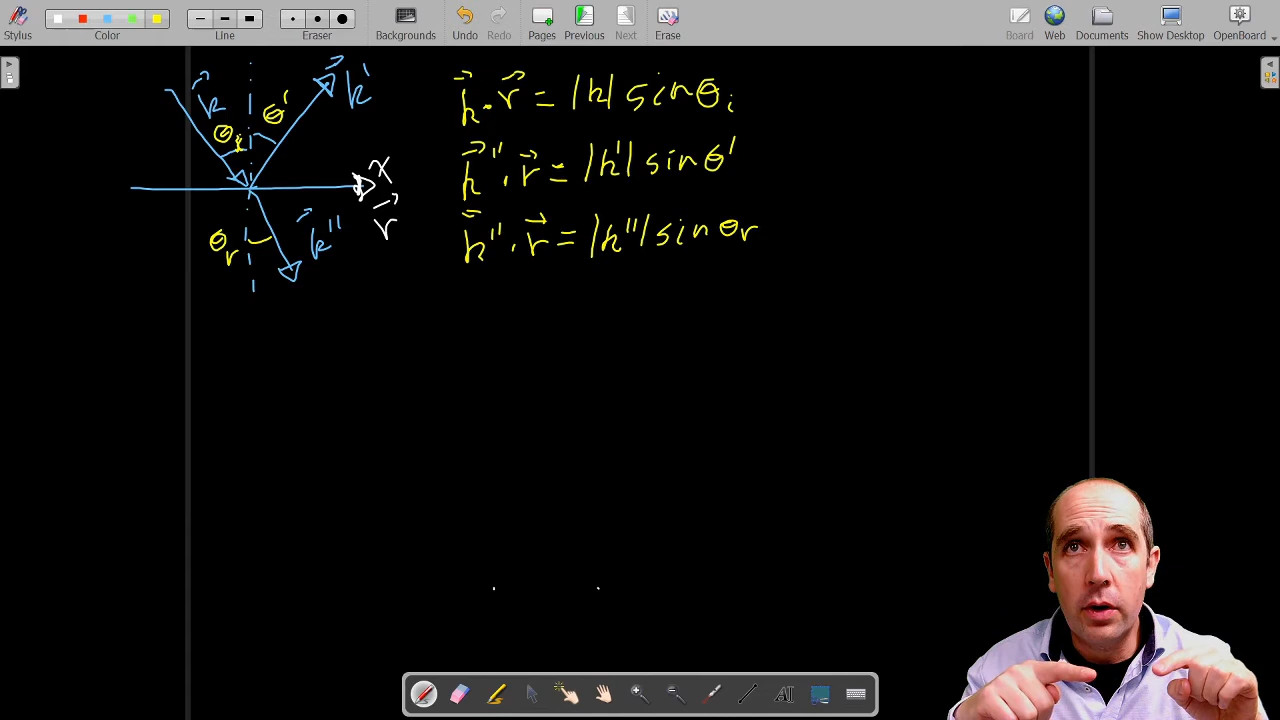 Stylus Color Line Eraser Backgrounds Undo Redo Pages Previous Next Erase Board Web Documents Show Desktop OpenBoard
k⃗ θ' k⃗'
θᵢ
x
r⃗
θr k⃗''
k⃗ · r⃗ = |k| sin θᵢ
k⃗'' · r⃗ = |k'| sin θ'
k⃗'' · r⃗ = |k''| sin θr
AI